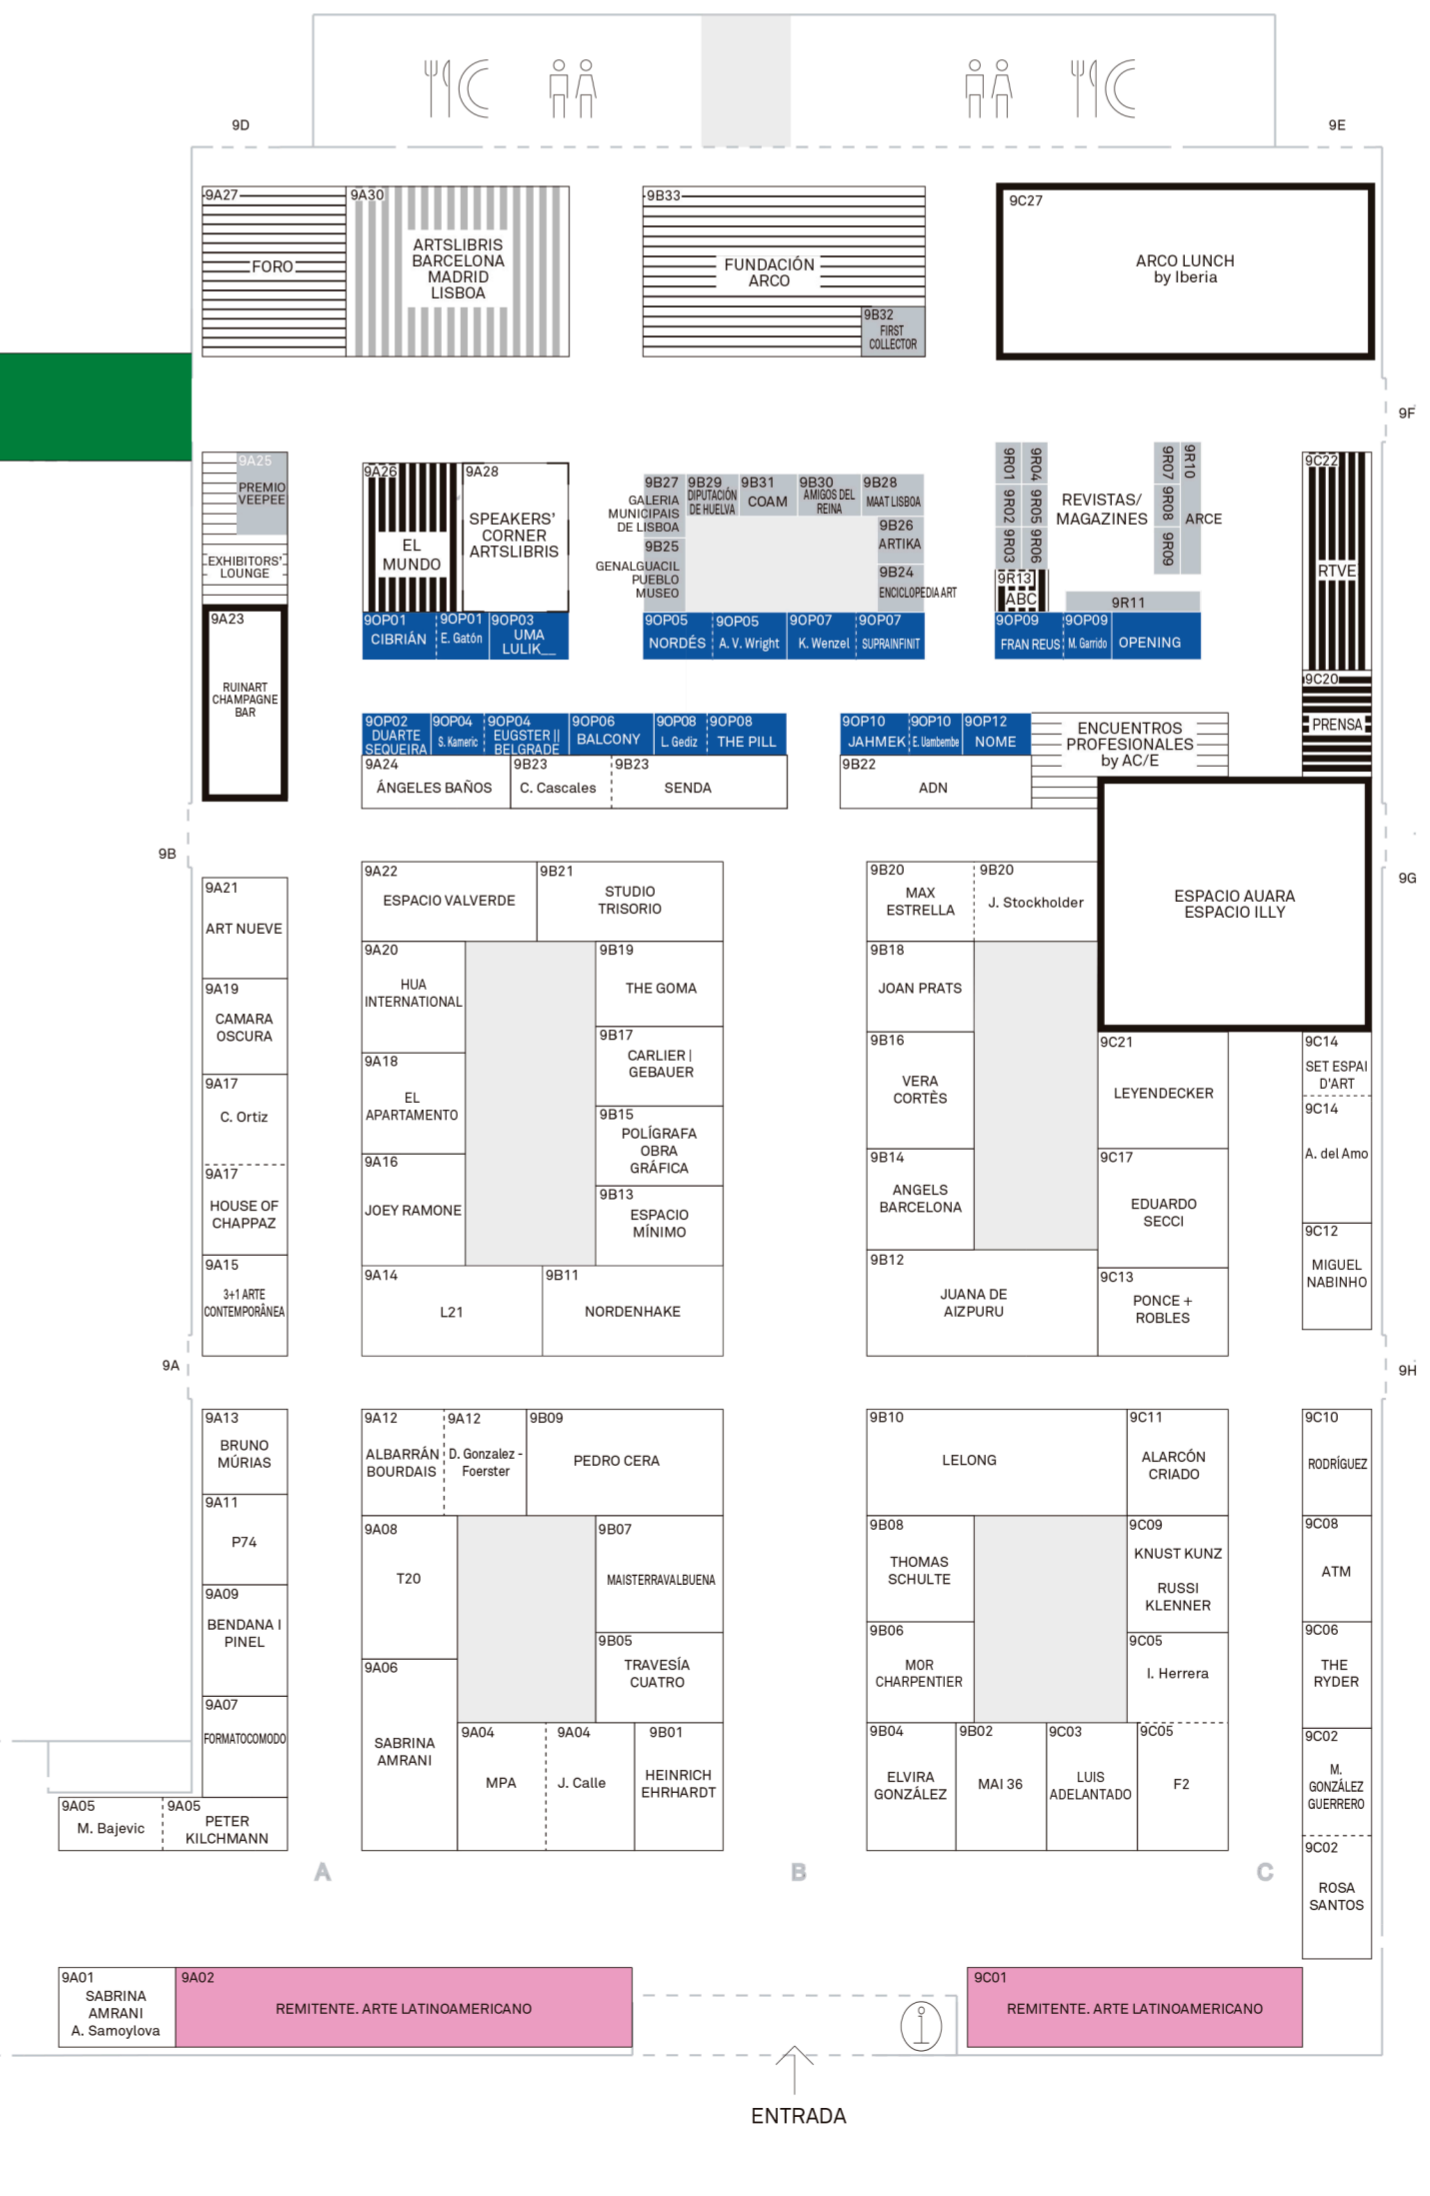 9D
9E
9A27
FORO
9A30
ARTSLIBRIS
BARCELONA
MADRID
LISBOA
9B33
FUNDACIÓN
ARCO
9B32
FIRST
COLLECTOR
9C27
ARCO LUNCH
by Iberia
9F
9A25
PREMIO
VEEPEE
EXHIBITORS'
LOUNGE
9A23
RUINART
CHAMPAGNE
BAR
9A26
EL
MUNDO
9A28
SPEAKERS'
CORNER
ARTSLIBRIS
9OP01
CIBRIÁN
9OP01
E. Gatón
9OP03
UMA
LULIK__
9B27
GALERIA
MUNICIPAIS
DE LISBOA
9B29
DIPUTACIÓN
DE HUELVA
9B31
COAM
9B30
AMIGOS DEL
REINA
9B28
MAAT LISBOA
9B26
ARTIKA
9B25
GENALGUACIL
PUEBLO
MUSEO
9B24
ENCICLOPEDIA ART
9OP05
NORDÉS
9OP05
A. V. Wright
9OP07
K. Wenzel
9OP07
SUPRAINFINIT
9R01
9R04
9R02
9R05
9R03
9R06
REVISTAS/
MAGAZINES
9R07
9R08
9R09
9R10
ARCE
9R13
ABC
9R11
9OP09
FRAN REUS
9OP09
M. Garrido
OPENING
9C22
RTVE
9C20
PRENSA
9OP02
DUARTE
SEQUEIRA
9OP04
S. Kameric
9OP04
EUGSTER ||
BELGRADE
9OP06
BALCONY
9OP08
L. Gediz
9OP08
THE PILL
9A24
ÁNGELES BAÑOS
9B23
C. Cascales
9B23
SENDA
9OP10
JAHMEK
9OP10
E. Uambembe
9OP12
NOME
9B22
ADN
ENCUENTROS
PROFESIONALES
by AC/E
ESPACIO AUARA
ESPACIO ILLY
9B
9G
9A21
ART NUEVE
9A19
CAMARA
OSCURA
9A17
C. Ortiz
9A17
HOUSE OF
CHAPPAZ
9A15
3+1 ARTE
CONTEMPORÂNEA
9A22
ESPACIO VALVERDE
9B21
STUDIO
TRISORIO
9A20
HUA
INTERNATIONAL
9B19
THE GOMA
9A18
EL
APARTAMENTO
9B17
CARLIER |
GEBAUER
9B15
POLÍGRAFA
OBRA
GRÁFICA
9A16
JOEY RAMONE
9B13
ESPACIO
MÍNIMO
9A14
L21
9B11
NORDENHAKE
9B20
MAX
ESTRELLA
9B20
J. Stockholder
9B18
JOAN PRATS
9B16
VERA
CORTÈS
9B14
ANGELS
BARCELONA
9B12
JUANA DE
AIZPURU
9C21
LEYENDECKER
9C17
EDUARDO
SECCI
9C13
PONCE +
ROBLES
9C14
SET ESPAI
D'ART
9C14
A. del Amo
9C12
MIGUEL
NABINHO
9A
9H
9A13
BRUNO
MÚRIAS
9A11
P74
9A09
BENDANA I
PINEL
9A07
FORMATOCOMODO
9A05
M. Bajevic
9A05
PETER
KILCHMANN
9A12
ALBARRÁN
BOURDAIS
9A12
D. Gonzalez -
Foerster
9B09
PEDRO CERA
9A08
T20
9B07
MAISTERRAVALBUENA
9A06
SABRINA
AMRANI
9B05
TRAVESÍA
CUATRO
9A04
MPA
9A04
J. Calle
9B01
HEINRICH
EHRHARDT
9B10
LELONG
9C11
ALARCÓN
CRIADO
9B08
THOMAS
SCHULTE
9C09
KNUST KUNZ
RUSSI
KLENNER
9B06
MOR
CHARPENTIER
9C05
I. Herrera
9B04
ELVIRA
GONZÁLEZ
9B02
MAI 36
9C03
LUIS
ADELANTADO
9C05
F2
9C10
RODRÍGUEZ
9C08
ATM
9C06
THE
RYDER
9C02
M.
GONZÁLEZ
GUERRERO
9C02
ROSA
SANTOS
A
B
C
9A01
SABRINA
AMRANI
A. Samoylova
9A02
REMITENTE. ARTE LATINOAMERICANO
9C01
REMITENTE. ARTE LATINOAMERICANO
i
ENTRADA